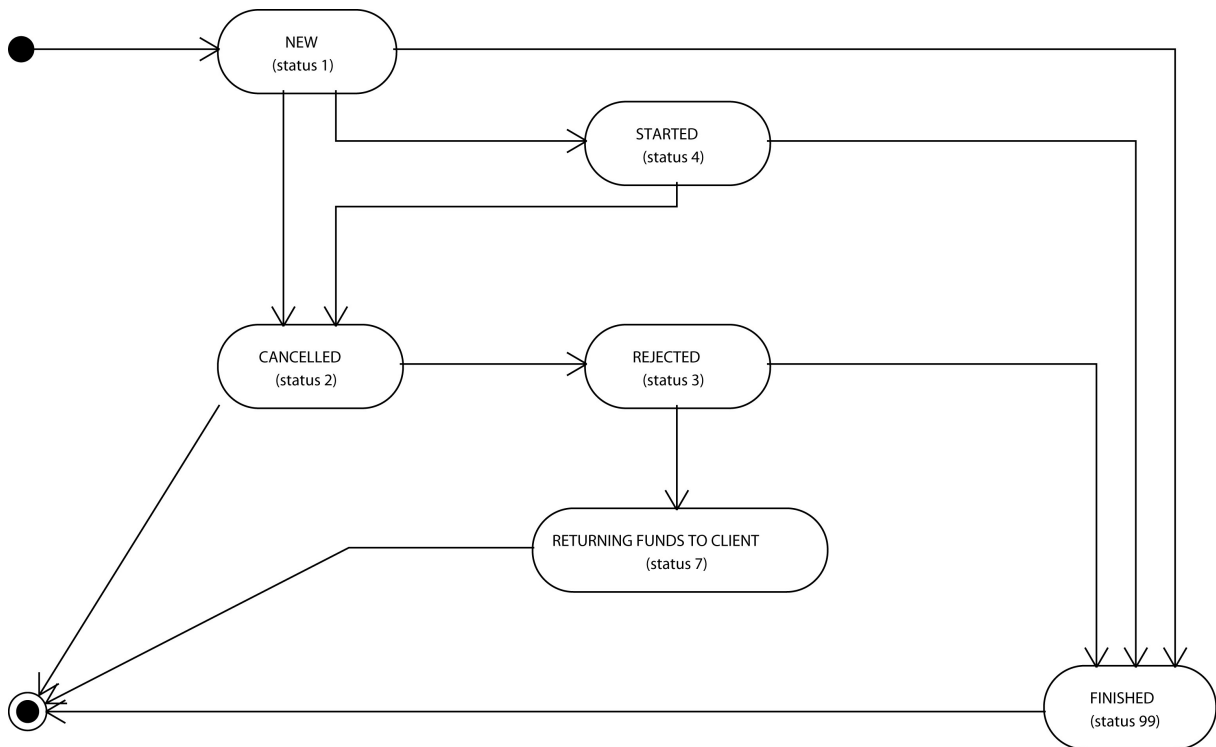 NEW
(status 1)
STARTED
(status 4)
CANCELLED
(status 2)
REJECTED
(status 3)
RETURNING FUNDS TO CLIENT
(status 7)
FINISHED
(status 99)